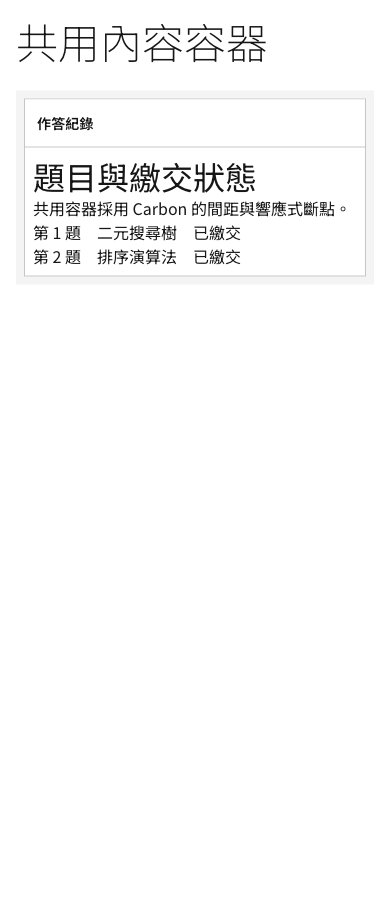 共用內容容器
作答紀錄
題目與繳交狀態
共用容器採用 Carbon 的間距與響應式斷點。
第 1 題　二元搜尋樹　已繳交
第 2 題　排序演算法　已繳交